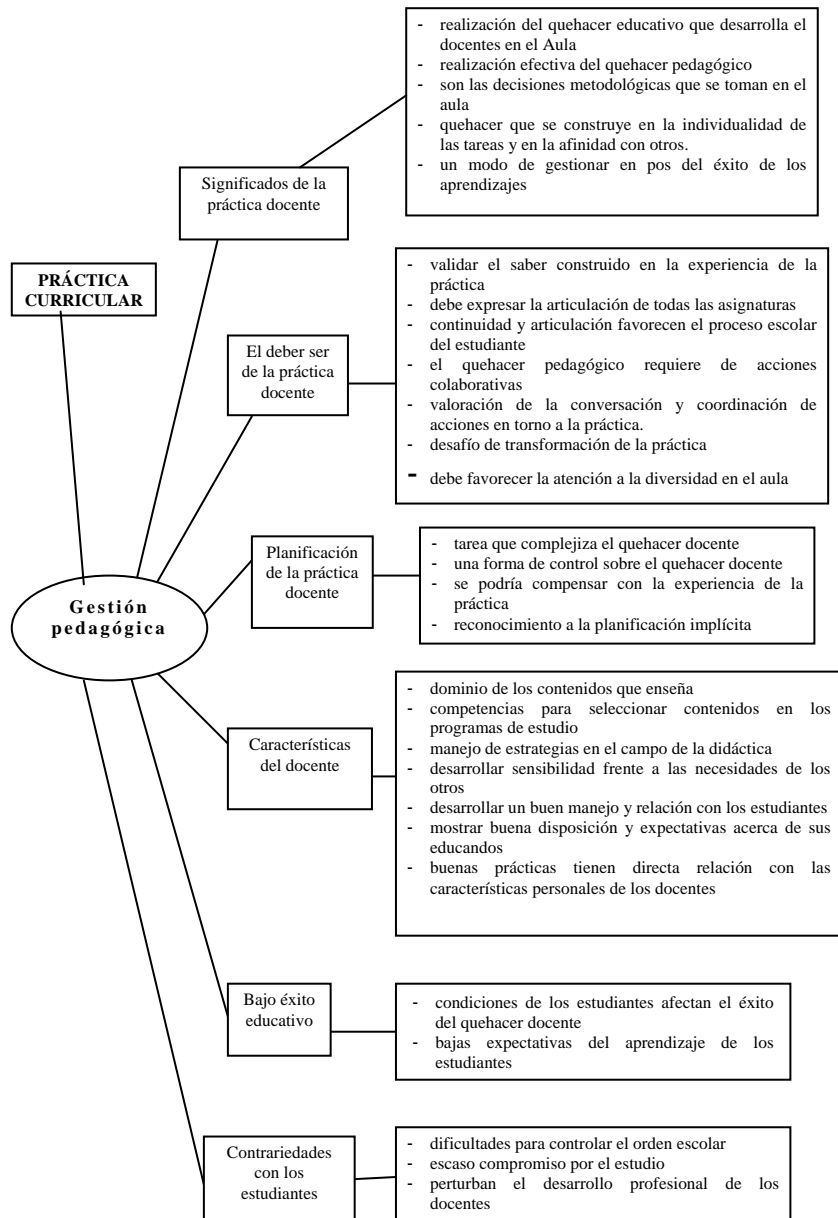 - realización del quehacer educativo que desarrolla el
docentes en el Aula
- realización efectiva del quehacer pedagógico
- son las decisiones metodológicas que se toman en el
aula
- quehacer que se construye en la individualidad de
las tareas y en la afinidad con otros.
- un modo de gestionar en pos del éxito de los
aprendizajes
Significados de la
práctica docente
PRÁCTICA
CURRICULAR
- validar el saber construido en la experiencia de la
práctica
- debe expresar la articulación de todas las asignaturas
- continuidad y articulación favorecen el proceso escolar
del estudiante
- el quehacer pedagógico requiere de acciones
colaborativas
- valoración de la conversación y coordinación de
acciones en torno a la práctica.
- desafío de transformación de la práctica
- debe favorecer la atención a la diversidad en el aula
El deber ser
de la práctica
docente
Planificación
de la práctica
docente
- tarea que complejiza el quehacer docente
- una forma de control sobre el quehacer docente
- se podría compensar con la experiencia de la
práctica
- reconocimiento a la planificación implícita
Gestión
pedagógica
Características
del docente
- dominio de los contenidos que enseña
- competencias para seleccionar contenidos en los
programas de estudio
- manejo de estrategias en el campo de la didáctica
- desarrollar sensibilidad frente a las necesidades de los
otros
- desarrollar un buen manejo y relación con los estudiantes
- mostrar buena disposición y expectativas acerca de sus
educandos
- buenas prácticas tienen directa relación con las
características personales de los docentes
Bajo éxito
educativo
- condiciones de los estudiantes afectan el éxito
del quehacer docente
- bajas expectativas del aprendizaje de los
estudiantes
Contrariedades
con los
estudiantes
- dificultades para controlar el orden escolar
- escaso compromiso por el estudio
- perturban el desarrollo profesional de los
docentes